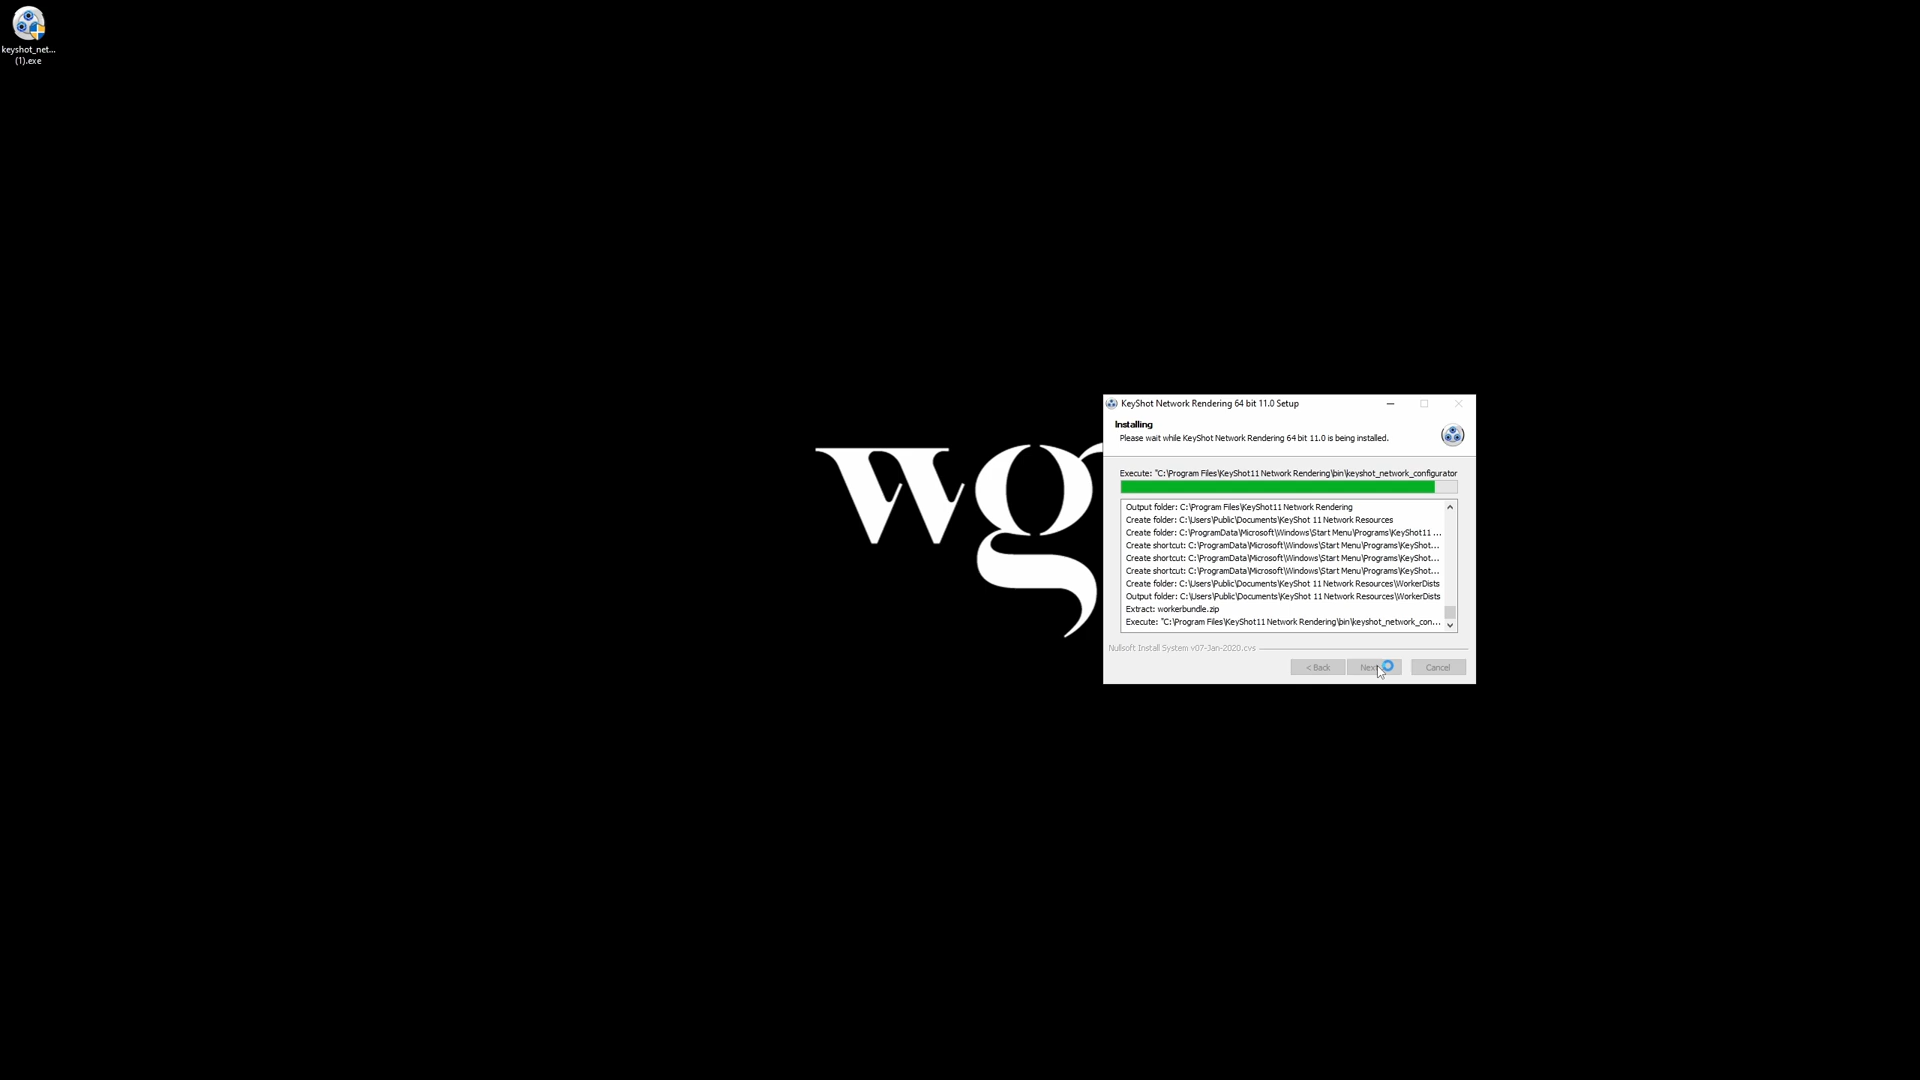 keyshot_net...
(1).exe
wg
KeyShot Network Rendering 64 bit 11.0 Setup
Installing
Please wait while KeyShot Network Rendering 64 bit 11.0 is being installed.
Execute: "C:\Program Files\KeyShot11 Network Rendering\bin\keyshot_network_configurator
Output folder: C:\Program Files\KeyShot11 Network Rendering
Create folder: C:\Users\Public\Documents\KeyShot 11 Network Resources
Create folder: C:\ProgramData\Microsoft\Windows\Start Menu\Programs\KeyShot11 ...
Create shortcut: C:\ProgramData\Microsoft\Windows\Start Menu\Programs\KeyShot...
Create shortcut: C:\ProgramData\Microsoft\Windows\Start Menu\Programs\KeyShot...
Create shortcut: C:\ProgramData\Microsoft\Windows\Start Menu\Programs\KeyShot...
Create folder: C:\Users\Public\Documents\KeyShot 11 Network Resources\WorkerDists
Output folder: C:\Users\Public\Documents\KeyShot 11 Network Resources\WorkerDists
Extract: workerbundle.zip
Execute: "C:\Program Files\KeyShot11 Network Rendering\bin\keyshot_network_con...
Nullsoft Install System v07-Jan-2020.cvs
< Back
Next
Cancel